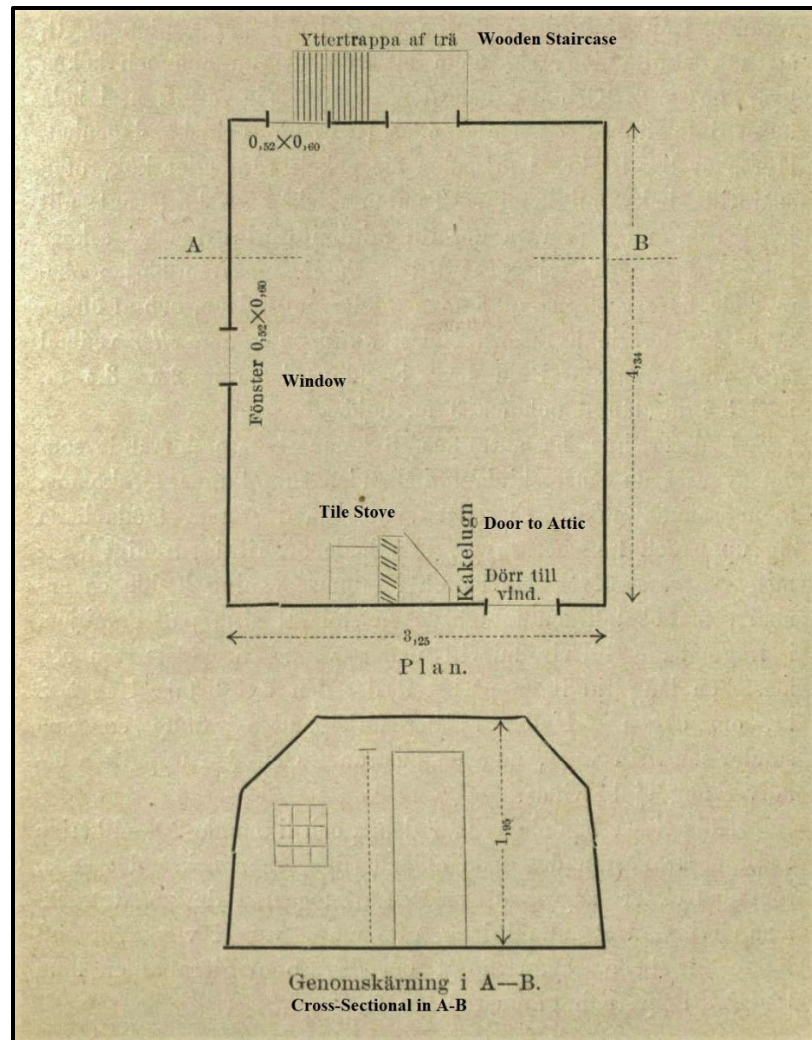 Yttertrappa af trä Wooden Staircase
0,52×0,60
A B
Fönster 0,52×0,60
Window
4,34
Tile Stove
Kakelugn
Door to Attic
Dörr till
vind.
3,25
Plan.
1,95
Genomskärning i A—B.
Cross-Sectional in A-B